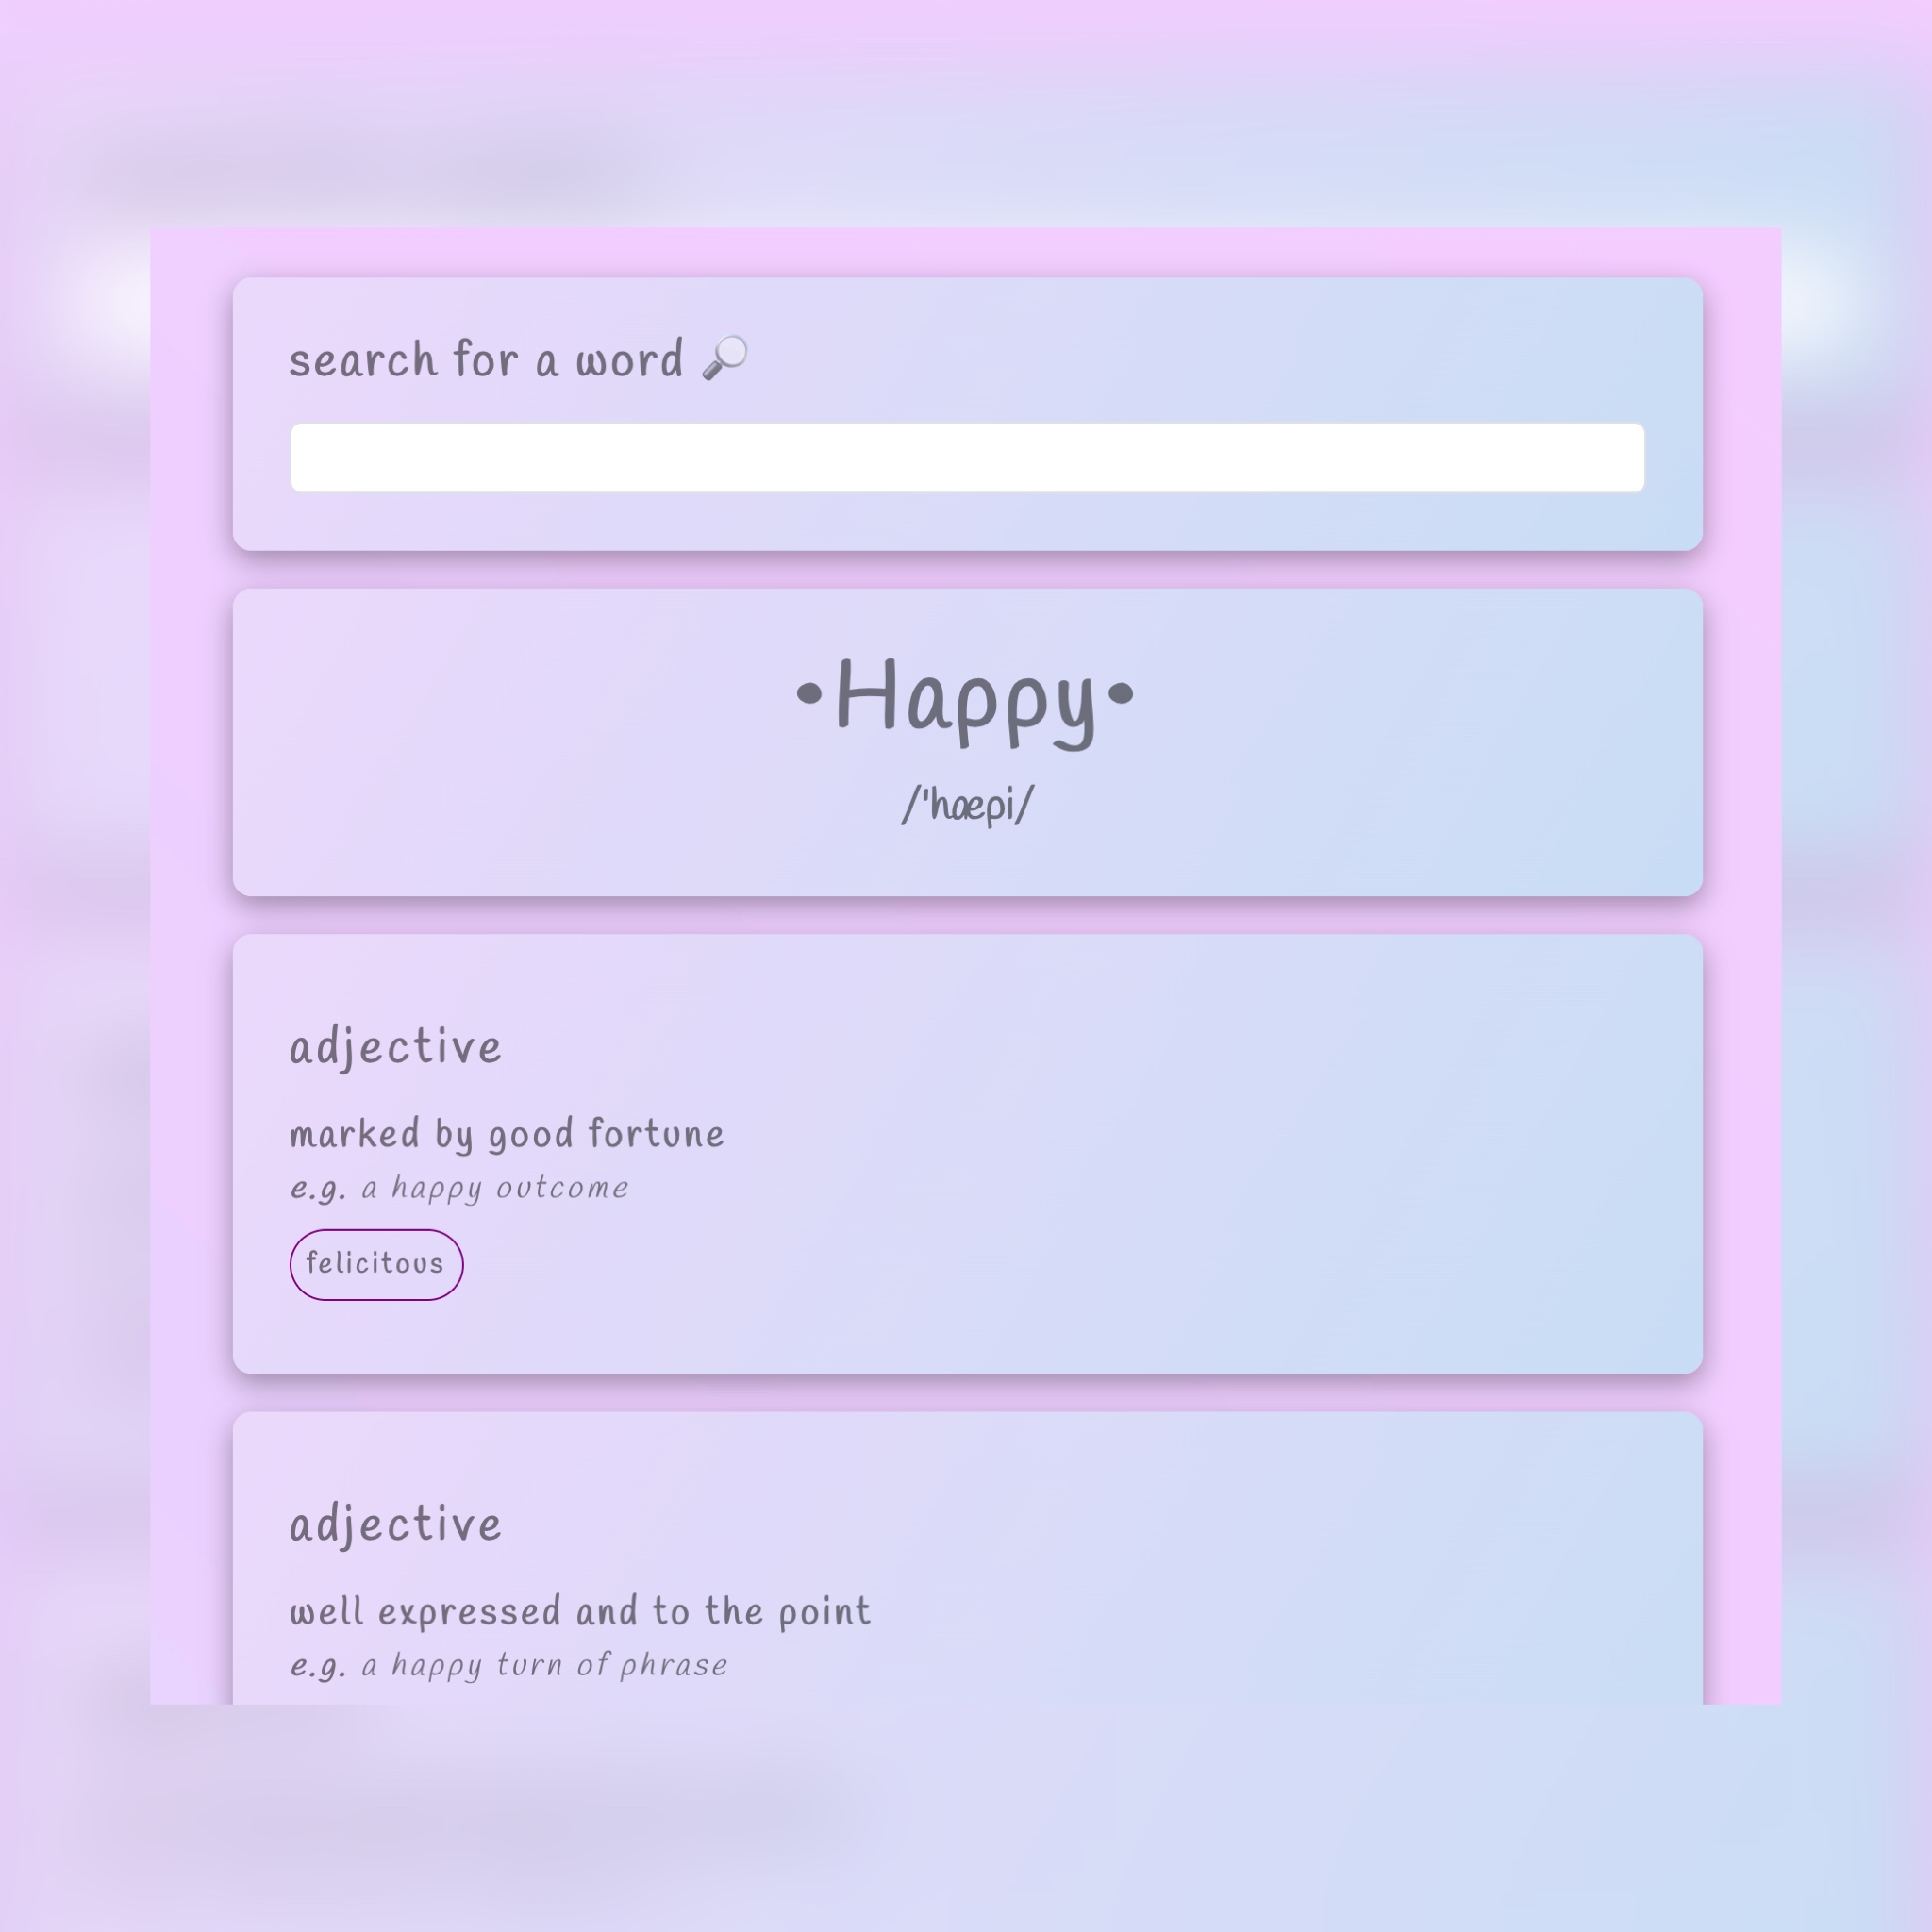 search for a word 🔎
•Happy•
/'hæpi/
adjective
marked by good fortune
e.g. a happy outcome
felicitous
adjective
well expressed and to the point
e.g. a happy turn of phrase